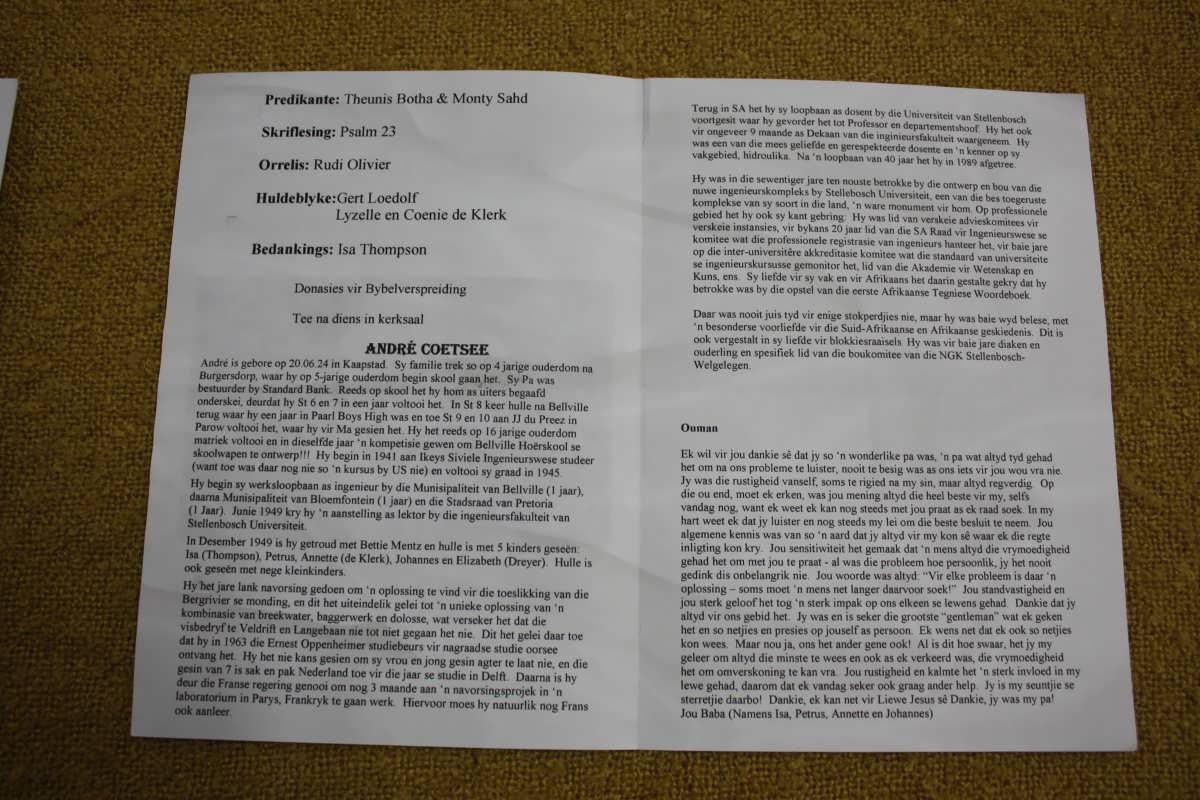 Predikante: Theunis Botha & Monty Sahd
Skriflesing: Psalm 23
Orrelis: Rudi Olivier
Huldeblyke:Gert Loedolf
Lyzelle en Coenie de Klerk
Bedankings: Isa Thompson
Donasies vir Bybelverspreiding
Tee na diens in kerksaal
ANDRÉ COETSEE
André is gebore op 20.06.24 in Kaapstad. Sy familie trek so op 4 jarige ouderdom na
Burgersdorp, waar hy op 5-jarige ouderdom begin skool gaan het. Sy Pa was
bestuurder by Standard Bank. Reeds op skool het hy hom as uiters begaafd
onderskei, deurdat hy St 6 en 7 in een jaar voltooi het. In St 8 keer hulle na Bellville
terug waar hy een jaar in Paarl Boys High was en toe St 9 en 10 aan JJ du Preez in
Parow voltooi het, waar hy vir Ma gesien het. Hy het reeds op 16 jarige ouderdom
matriek voltooi en in dieselfde jaar 'n kompetisie gewen om Bellville Hoërskool se
skoolwapen te ontwerp!!! Hy begin in 1941 aan Ikeys Siviele Ingenieurswese studeer
(want toe was daar nog nie so 'n kursus by US nie) en voltooi sy graad in 1945.
Hy begin sy werksloopbaan as ingenieur by die Munisipaliteit van Bellville (1 jaar),
daarna Munisipaliteit van Bloemfontein (1 jaar) en die Stadsraad van Pretoria
(1 Jaar). Junie 1949 kry hy 'n aanstelling as lektor by die ingenieursfakulteit van
Stellenbosch Universiteit.
In Desember 1949 is hy getroud met Bettie Mentz en hulle is met 5 kinders geseën:
Isa (Thompson), Petrus, Annette (de Klerk), Johannes en Elizabeth (Dreyer). Hulle is
ook geseën met nege kleinkinders.
Hy het jare lank navorsing gedoen om 'n oplossing te vind vir die toeslikking van die
Bergrivier se monding, en dit het uiteindelik gelei tot 'n unieke oplossing van 'n
kombinasie van breekwater, baggerwerk en dolosse, wat verseker het dat die
visbedryf te Veldrift en Langebaan nie tot niet gegaan het nie. Dit het gelei daar toe
dat hy in 1963 die Ernest Oppenheimer studiebeurs vir nagraadse studie oorsee
ontvang het. Hy het nie kans gesien om sy vrou en jong gesin agter te laat nie, en die
gesin van 7 is sak en pak Nederland toe vir die jaar se studie in Delft. Daarna is hy
deur die Franse regering genooi om nog 3 maande aan 'n navorsingsprojek in 'n
laboratorium in Parys, Frankryk te gaan werk. Hiervoor moes hy natuurlik nog Frans
ook aanleer.
Terug in SA het hy sy loopbaan as dosent by die Universiteit van Stellenbosch
voortgesit waar hy gevorder het tot Professor en departementshoof. Hy het ook
vir ongeveer 9 maande as Dekaan van die inginieursfakulteit waargeneem. Hy
was een van die mees geliefde en gerespekteerde dosente en 'n kenner op sy
vakgebied, hidroulika. Na 'n loopbaan van 40 jaar het hy in 1989 afgetree.
Hy was in die sewentiger jare ten nouste betrokke by die ontwerp en bou van die
nuwe ingenieurskompleks by Stellebosch Universiteit, een van die bes toegeruste
komplekse van sy soort in die land, 'n ware monument vir hom. Op professionele
gebied het hy ook sy kant gebring: Hy was lid van verskeie advieskomitees vir
verskeie instansies, vir bykans 20 jaar lid van die SA Raad vir Ingenieurswese se
komitee wat die professionele registrasie van ingenieurs hanteer het, vir baie jare
op die inter-universitêre akkreditasie komitee wat die standaard van universiteite
se ingenieurskursusse gemonitor het, lid van die Akademie vir Wetenskap en
Kuns, ens. Sy liefde vir sy vak en vir Afrikaans het daarin gestalte gekry dat hy
betrokke was by die opstel van die eerste Afrikaanse Tegniese Woordeboek.
Daar was nooit juis tyd vir enige stokperdjies nie, maar hy was baie wyd belese, met
'n besonderse voorliefde vir die Suid-Afrikaanse en Afrikaanse geskiedenis. Dit is
ook vergestalt in sy liefde vir blokkiesraaisels. Hy was vir baie jare diaken en
ouderling en spesifiek lid van die boukomitee van die NGK Stellenbosch-
Welgelegen.
Ouman
Ek wil vir jou dankie sê dat jy so 'n wonderlike pa was, 'n pa wat altyd tyd gehad
het om na ons probleme te luister, nooit te besig was as ons iets vir jou wou vra nie.
Jy was die rustigheid vanself, soms te rigied na my sin, maar altyd regverdig. Op
die ou end, moet ek erken, was jou mening altyd die heel beste vir my, selfs
vandag nog, want ek weet ek kan nog steeds met jou praat as ek raad soek. In my
hart weet ek dat jy luister en nog steeds my lei om die beste besluit te neem. Jou
algemene kennis was van so 'n aard dat jy altyd vir my kon sê waar ek die regte
inligting kon kry. Jou sensitiwiteit het gemaak dat 'n mens altyd die vrymoedigheid
gehad het om met jou te praat - al was die probleem hoe persoonlik, jy het nooit
gedink dis onbelangrik nie. Jou woorde was altyd: "Vir elke probleem is daar 'n
oplossing – soms moet 'n mens net langer daarvoor soek!" Jou standvastigheid en
jou sterk geloof het tog 'n sterk impak op ons elkeen se lewens gehad. Dankie dat jy
altyd vir ons gebid het. Jy was en is seker die grootste "gentleman" wat ek geken
het en so netjies en presies op jouself as persoon. Ek wens net dat ek ook so netjies
kon wees. Maar nou ja, ons het ander gene ook! Al is dit hoe swaar, het jy my
geleer om altyd die minste te wees en ook as ek verkeerd was, die vrymoedigheid
het om omverskoning te kan vra. Jou rustigheid en kalmte het 'n sterk invloed in my
lewe gehad, daarom dat ek vandag seker ook graag ander help. Jy is my seuntjie se
sterretjie daarbo! Dankie, ek kan net vir Liewe Jesus sê Dankie, jy was my pa!
Jou Baba (Namens Isa, Petrus, Annette en Johannes)